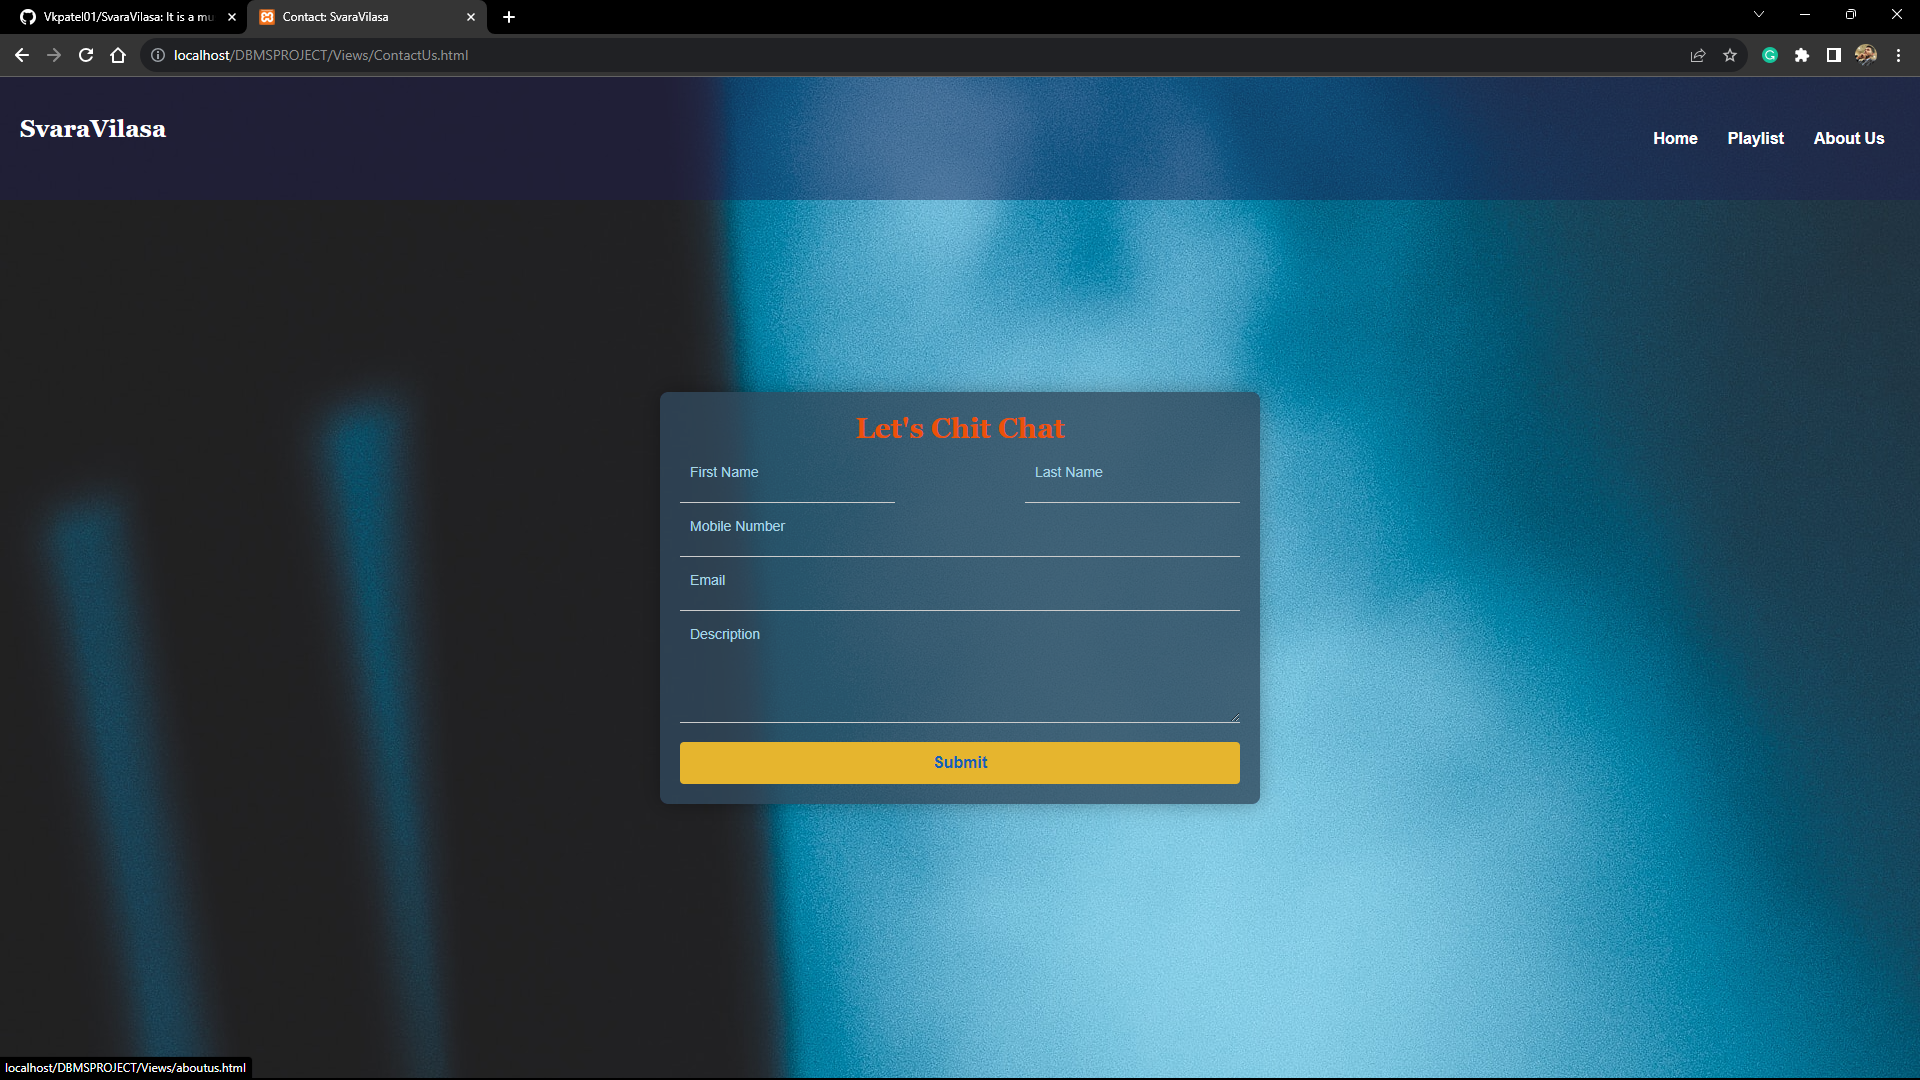 Vkpatel01/SvaraVilasa: It is a mu
Contact: SvaraVilasa
localhost/DBMSPROJECT/Views/ContactUs.html
SvaraVilasa
Home Playlist About Us
Let's Chit Chat
First Name Last Name
Mobile Number
Email
Description
Submit
localhost/DBMSPROJECT/Views/aboutus.html